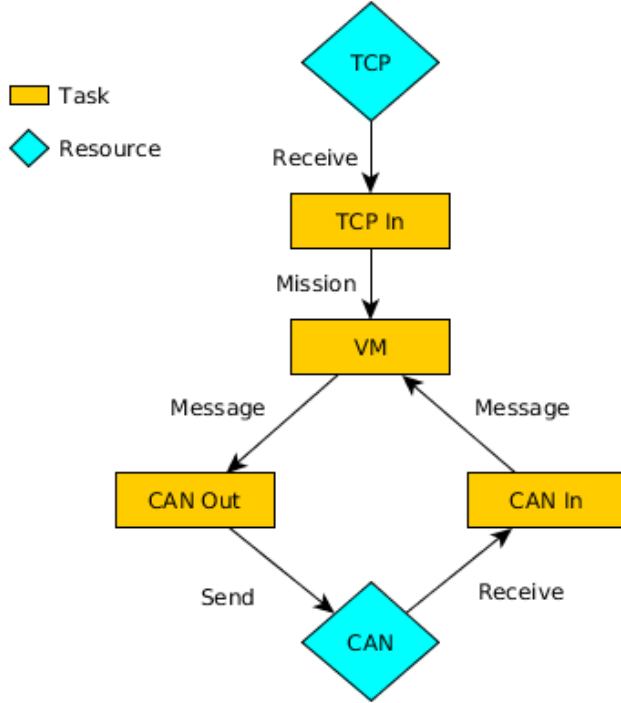 TCP
Task
Resource
Receive
TCP In
Mission
VM
Message
Message
CAN Out
CAN In
Send
Receive
CAN